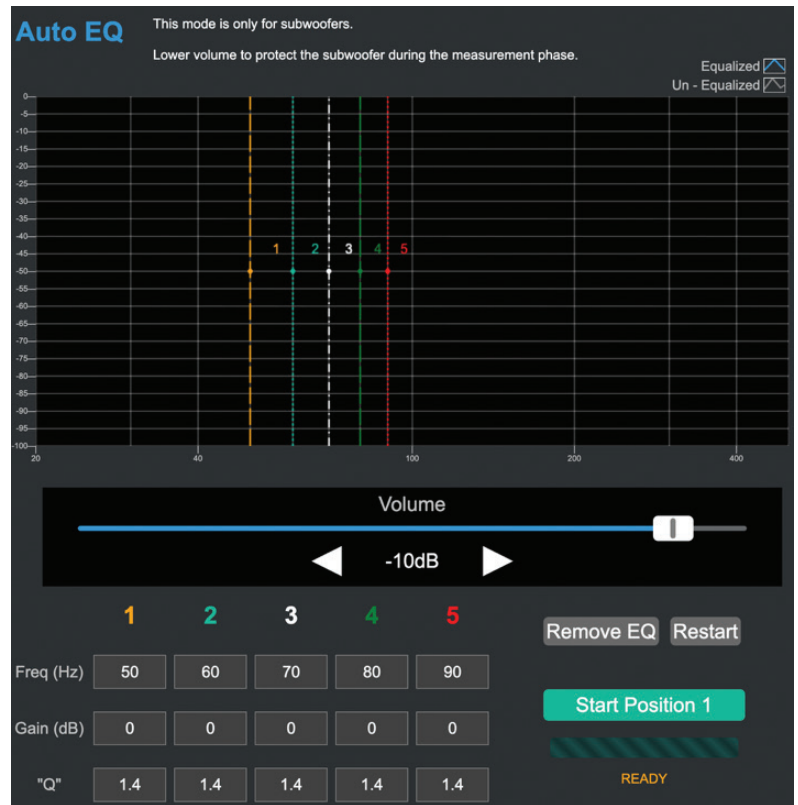 Auto EQ
This mode is only for subwoofers.
Lower volume to protect the subwoofer during the measurement phase.
Equalized
Un - Equalized
0
-5
-10
-15
-20
-25
-30
-35
-40
-45
-50
-55
-60
-65
-70
-75
-80
-85
-90
-95
-100
1 2 3 4 5
20 40 100 200 400
Volume
-10dB
1 2 3 4 5
Freq (Hz) 50 60 70 80 90
Gain (dB) 0 0 0 0 0
"Q" 1.4 1.4 1.4 1.4 1.4
Remove EQ Restart
Start Position 1
READY